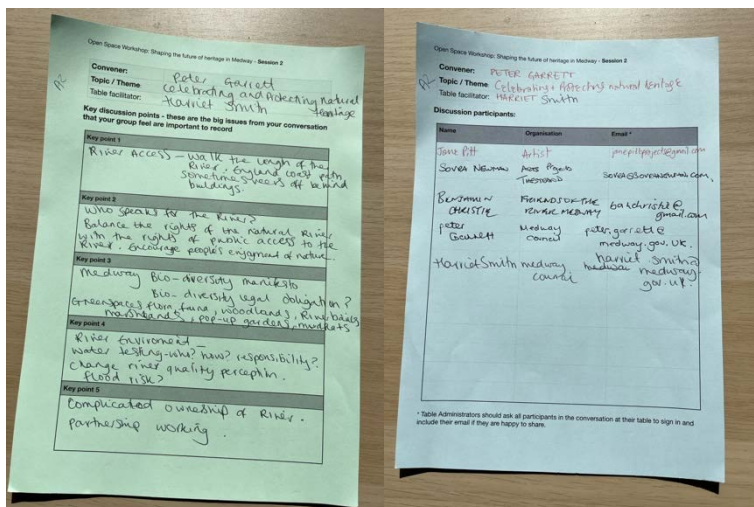 Open Space Workshop: Shaping the future of heritage in Medway - Session 2
Convener: Peter Garrett
Topic / Theme Celebrating and Protecting natural
Heritage
Table facilitator: Harriet Smith
Key discussion points - these are the big issues from your conversation
that your group feel are important to record
Key point 1
River Access - walk the length of the
River. England coast path
sometimes veers off behind
buildings.
Key point 2
Who speaks for the River?
Balance the rights of the natural River
with the rights of public access to the
River. Encourage people's enjoyment of nature.
Key point 3
Medway Bio-diversity manifesto
Bio-diversity legal obligation?
Greenspaces, flora, fauna, woodlands, River
marshlands, pop-up gardens, mudflats
Key point 4
River Enviroment -
water testing - who? how? responsibility?
change river quality perception.
flood risk?
Key point 5
Complicated ownership of River.
partnership working.
Open Space Workshop: Shaping the future of heritage in Medway - Session 2
Convener: PETER GARRETT
Topic / Theme Celebrating + Protecting natural Heritage
Table facilitator: HARRIET Smith
Discussion participants:
Name Organisation Email *
Jane Pitt Artist
SOVRA NEWMAN
BENJAMIN FRIENDS OF THE
CHRISTIE RIVER MEDWAY gmail.com
peter Medway peter.garrett@
Garrett Council medway.gov.uk.
Harriet Smith medway harriet.smith2
council medway.
gov.uk.
* Table Administrators should ask all participants in the conversation at their table to sign in and
include their email if they are happy to share.